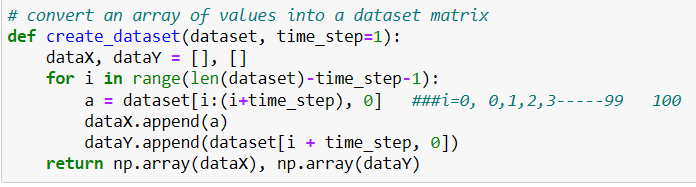 # convert an array of values into a dataset matrix
def create_dataset(dataset, time_step=1):
    dataX, dataY = [], []
    for i in range(len(dataset)-time_step-1):
        a = dataset[i:(i+time_step), 0]   ###i=0, 0,1,2,3-----99   100
        dataX.append(a)
        dataY.append(dataset[i + time_step, 0])
    return np.array(dataX), np.array(dataY)